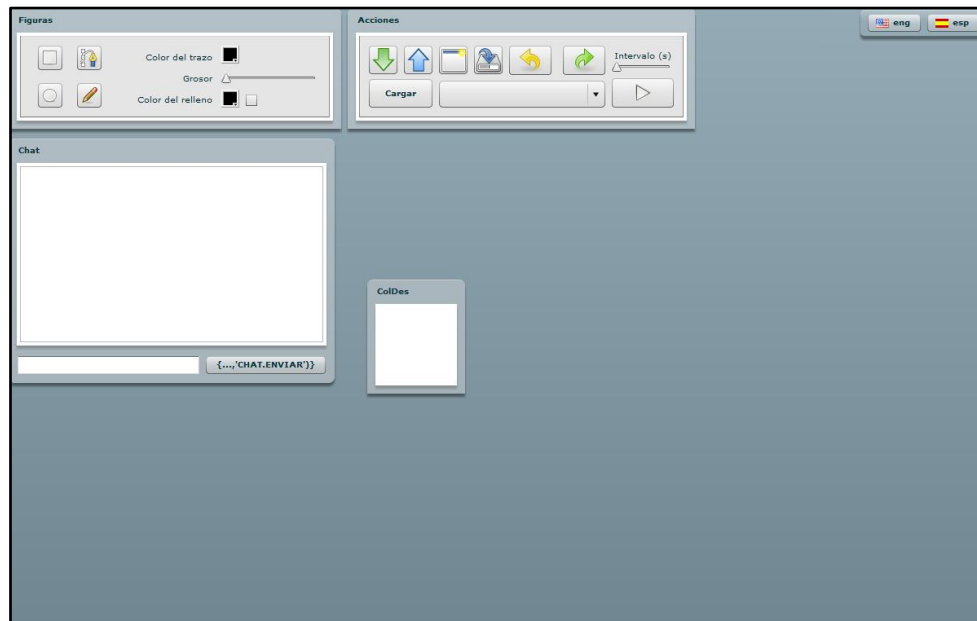 Figuras
Color del trazo
Grosor
Color del relleno
Acciones
Intervalo (s)
Cargar
eng
esp
Chat
{...,'CHAT.ENVIAR')}
ColDes